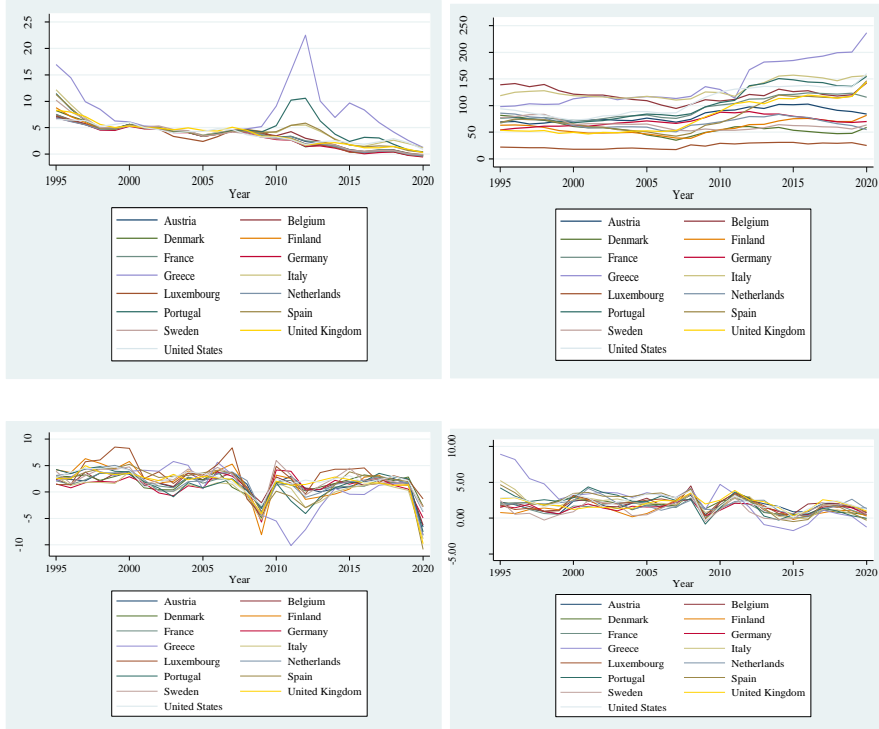 25
20
15
10
5
0
1995 2000 2005 2010 2015 2020
Year
Austria Belgium
Denmark Finland
France Germany
Greece Italy
Luxembourg Netherlands
Portugal Spain
Sweden United Kingdom
United States
250
200
150
100
50
0
1995 2000 2005 2010 2015 2020
Year
Austria Belgium
Denmark Finland
France Germany
Greece Italy
Luxembourg Netherlands
Portugal Spain
Sweden United Kingdom
United States
10
5
0
-5
-10
1995 2000 2005 2010 2015 2020
Year
Austria Belgium
Denmark Finland
France Germany
Greece Italy
Luxembourg Netherlands
Portugal Spain
Sweden United Kingdom
United States
10.00
5.00
0.00
-5.00
1995 2000 2005 2010 2015 2020
Year
Austria Belgium
Denmark Finland
France Germany
Greece Italy
Luxembourg Netherlands
Portugal Spain
Sweden United Kingdom
United States